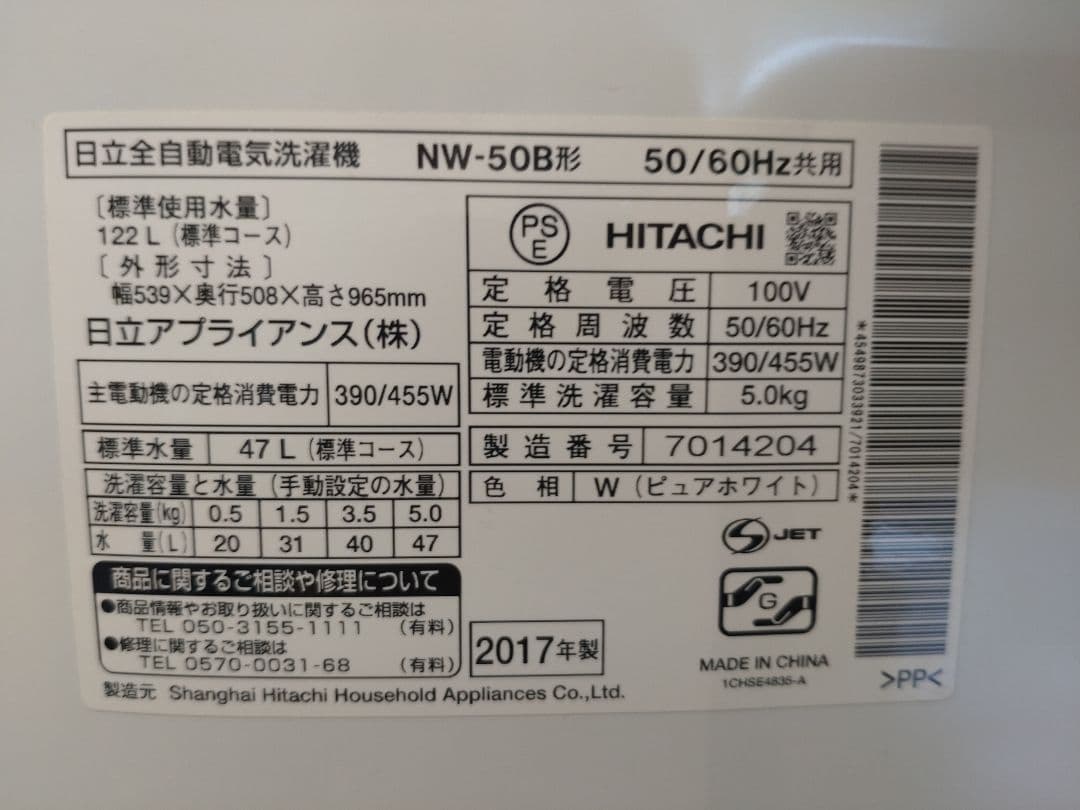 日立全自動電気洗濯機 NW-50B形 50/60Hz共用
〔標準使用水量〕
122 L (標準コース)
〔外形寸法〕
幅539×奥行508×高さ965mm
日立アプライアンス(株)
主電動機の定格消費電力 390/455W
標準水量 47 L (標準コース)
洗濯容量と水量 (手動設定の水量)
洗濯容量(kg) 0.5 1.5 3.5 5.0
水量(L) 20 31 40 47
商品に関するご相談や修理について
●商品情報やお取り扱いに関するご相談は
TEL 050-3155-1111 (有料)
●修理に関するご相談は
TEL 0570-0031-68 (有料)
製造元 Shanghai Hitachi Household Appliances Co.,Ltd.
PS
E
HITACHI
定格電圧 100V
定格周波数 50/60Hz
電動機の定格消費電力 390/455W
標準洗濯容量 5.0kg
製造番号 7014204
色相 W (ピュアホワイト)
JET
G
2017年製
MADE IN CHINA
1CHSE4835-A
*4549873033921/7014204*
>PP<